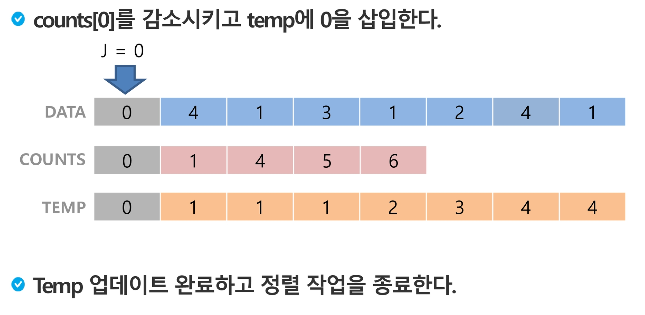 counts[0]를 감소시키고 temp에 0을 삽입한다.
J = 0
DATA 0 4 1 3 1 2 4 1
COUNTS 0 1 4 5 6
TEMP 0 1 1 1 2 3 4 4
Temp 업데이트 완료하고 정렬 작업을 종료한다.